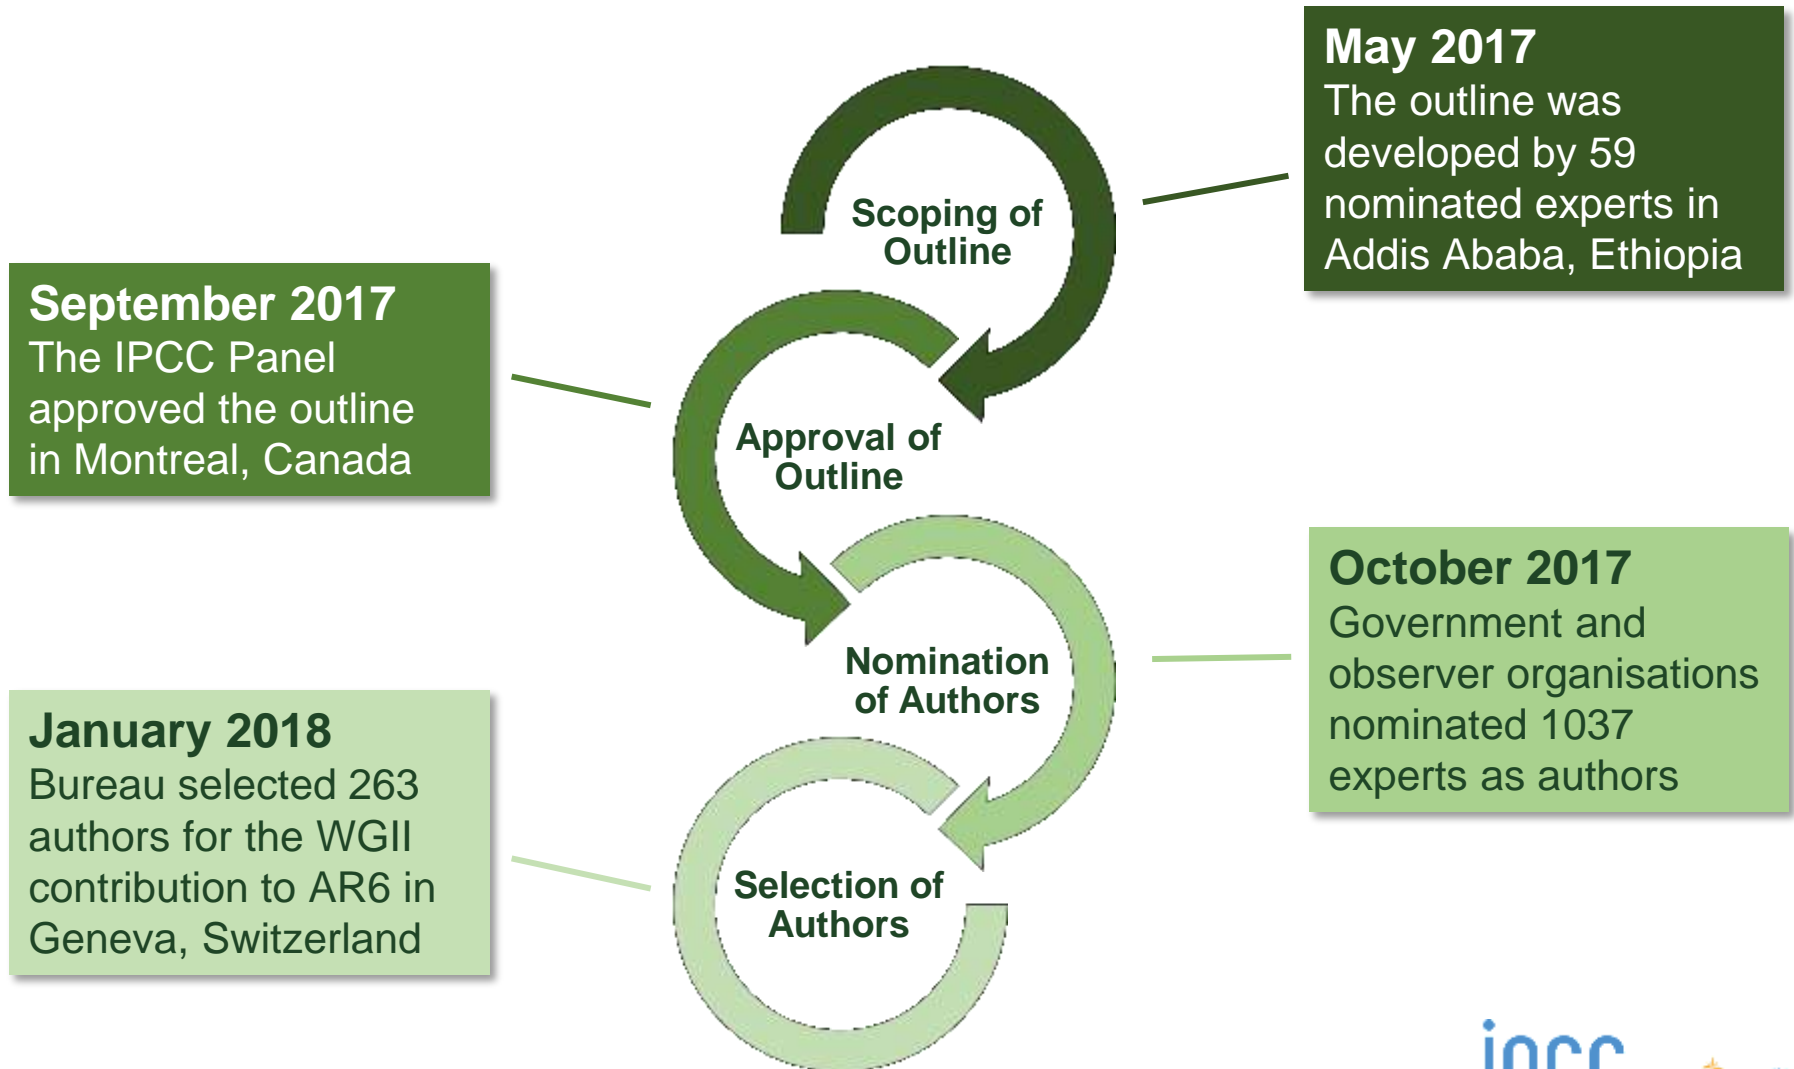 May 2017
The outline was
developed by 59
nominated experts in
Addis Ababa, Ethiopia
Scoping of
Outline
September 2017
The IPCC Panel
approved the outline
in Montreal, Canada
Approval of
Outline
October 2017
Government and
observer organisations
nominated 1037
experts as authors
Nomination
of Authors
January 2018
Bureau selected 263
authors for the WGII
contribution to AR6 in
Geneva, Switzerland
Selection of
Authors
ipcc